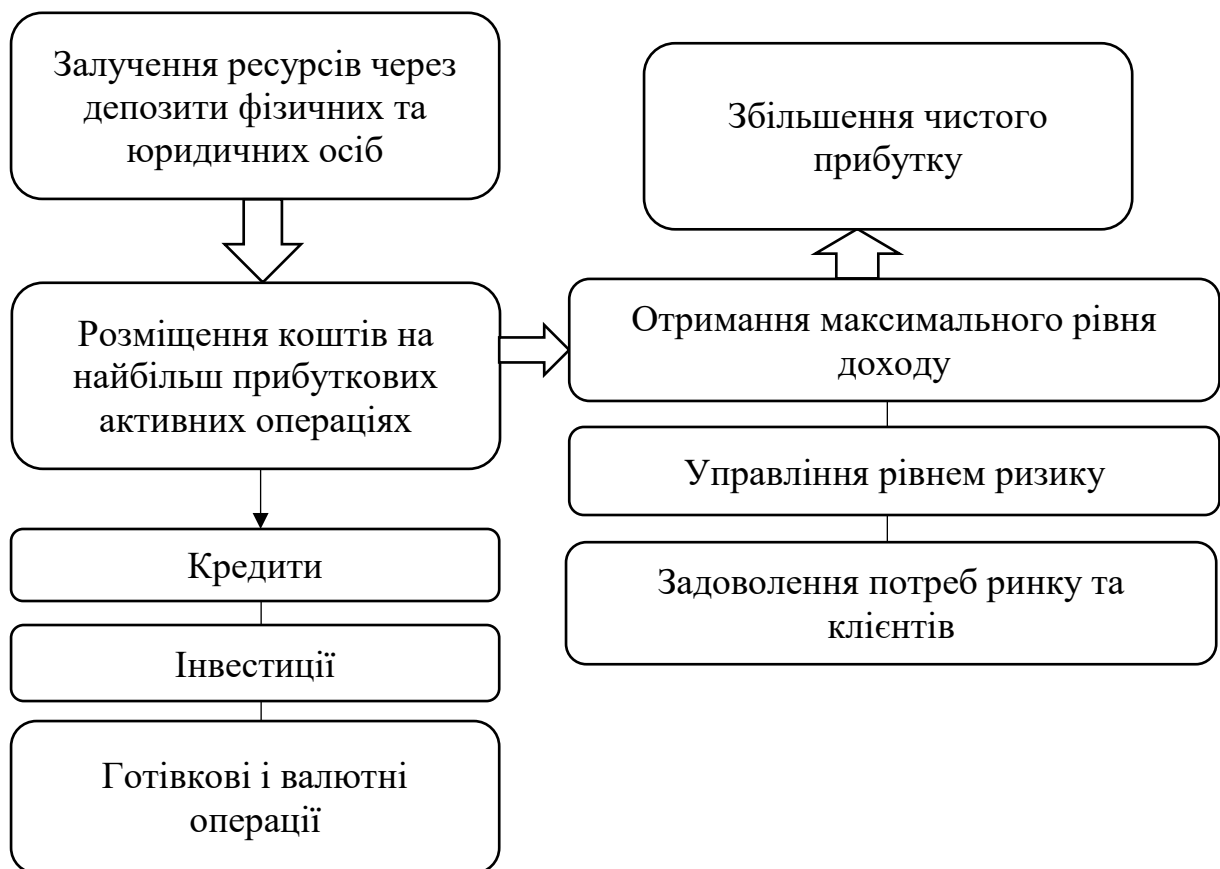 Залучення ресурсів через
депозити фізичних та
юридичних осіб
Збільшення чистого
прибутку
Розміщення коштів на
найбільш прибуткових
активних операціях
Отримання максимального рівня
доходу
Управління рівнем ризику
Задоволення потреб ринку та
клієнтів
Кредити
Інвестиції
Готівкові і валютні
операції